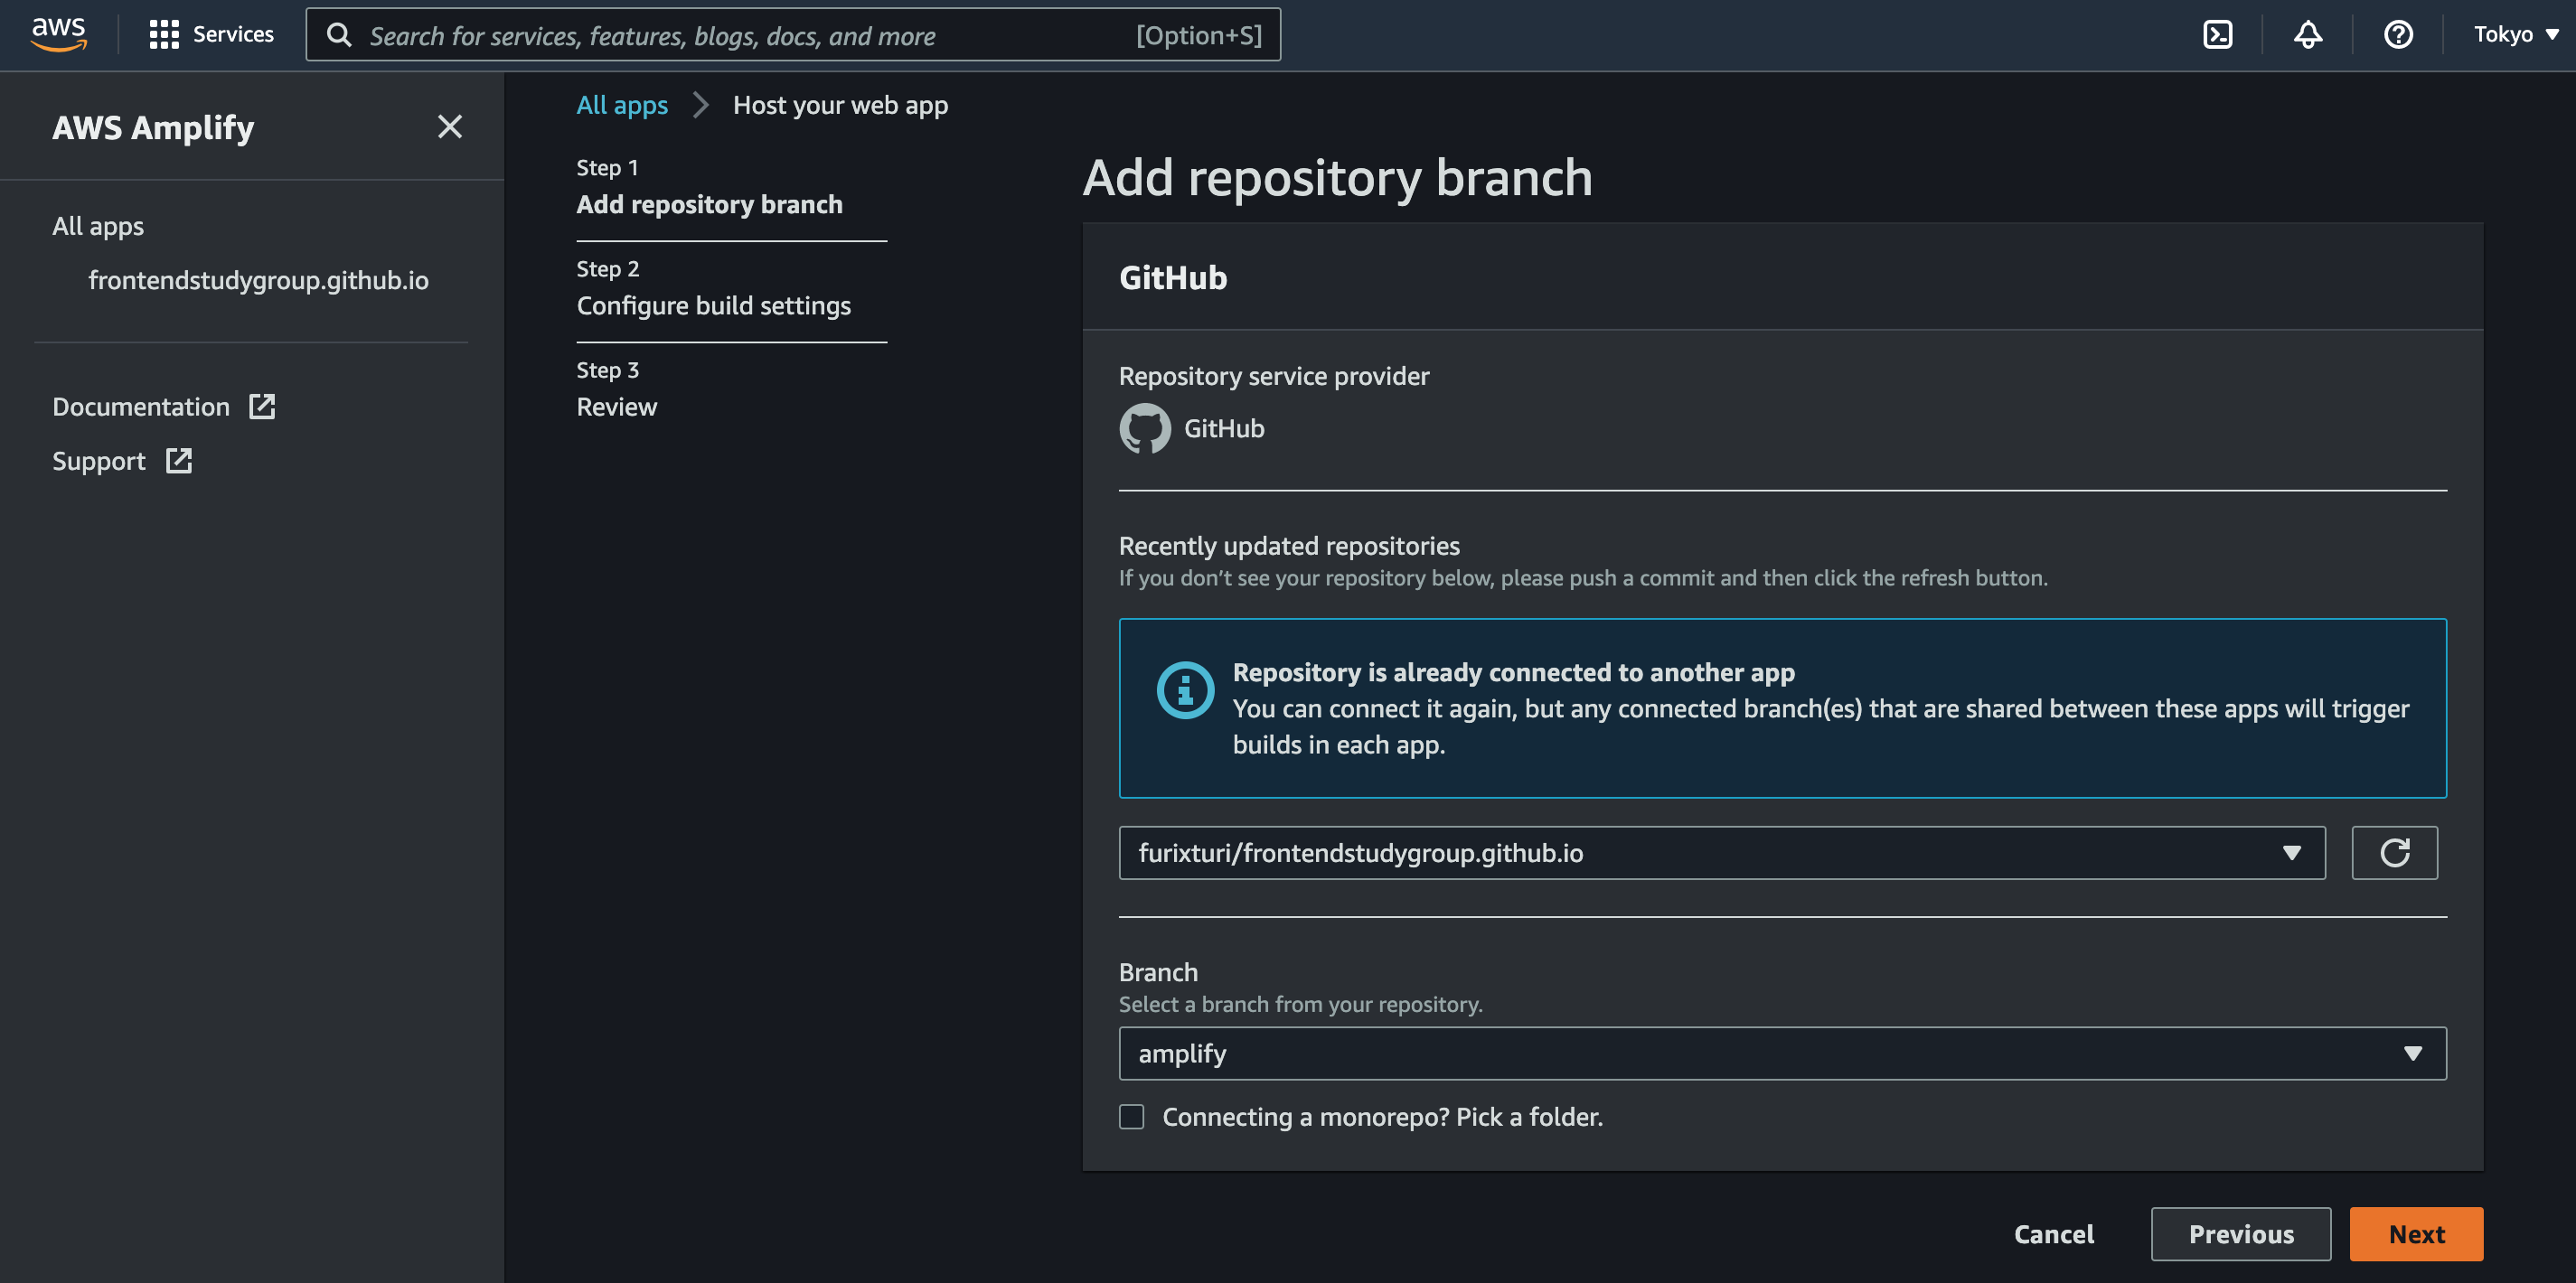 aws
Services
Search for services, features, blogs, docs, and more
[Option+S]
Tokyo
AWS Amplify
All apps
frontendstudygroup.github.io
Documentation
Support
All apps
Host your web app
Step 1
Add repository branch
Step 2
Configure build settings
Step 3
Review
Add repository branch
GitHub
Repository service provider
GitHub
Recently updated repositories
If you don’t see your repository below, please push a commit and then click the refresh button.
Repository is already connected to another app
You can connect it again, but any connected branch(es) that are shared between these apps will trigger
builds in each app.
furixturi/frontendstudygroup.github.io
Branch
Select a branch from your repository.
amplify
Connecting a monorepo? Pick a folder.
Cancel
Previous
Next